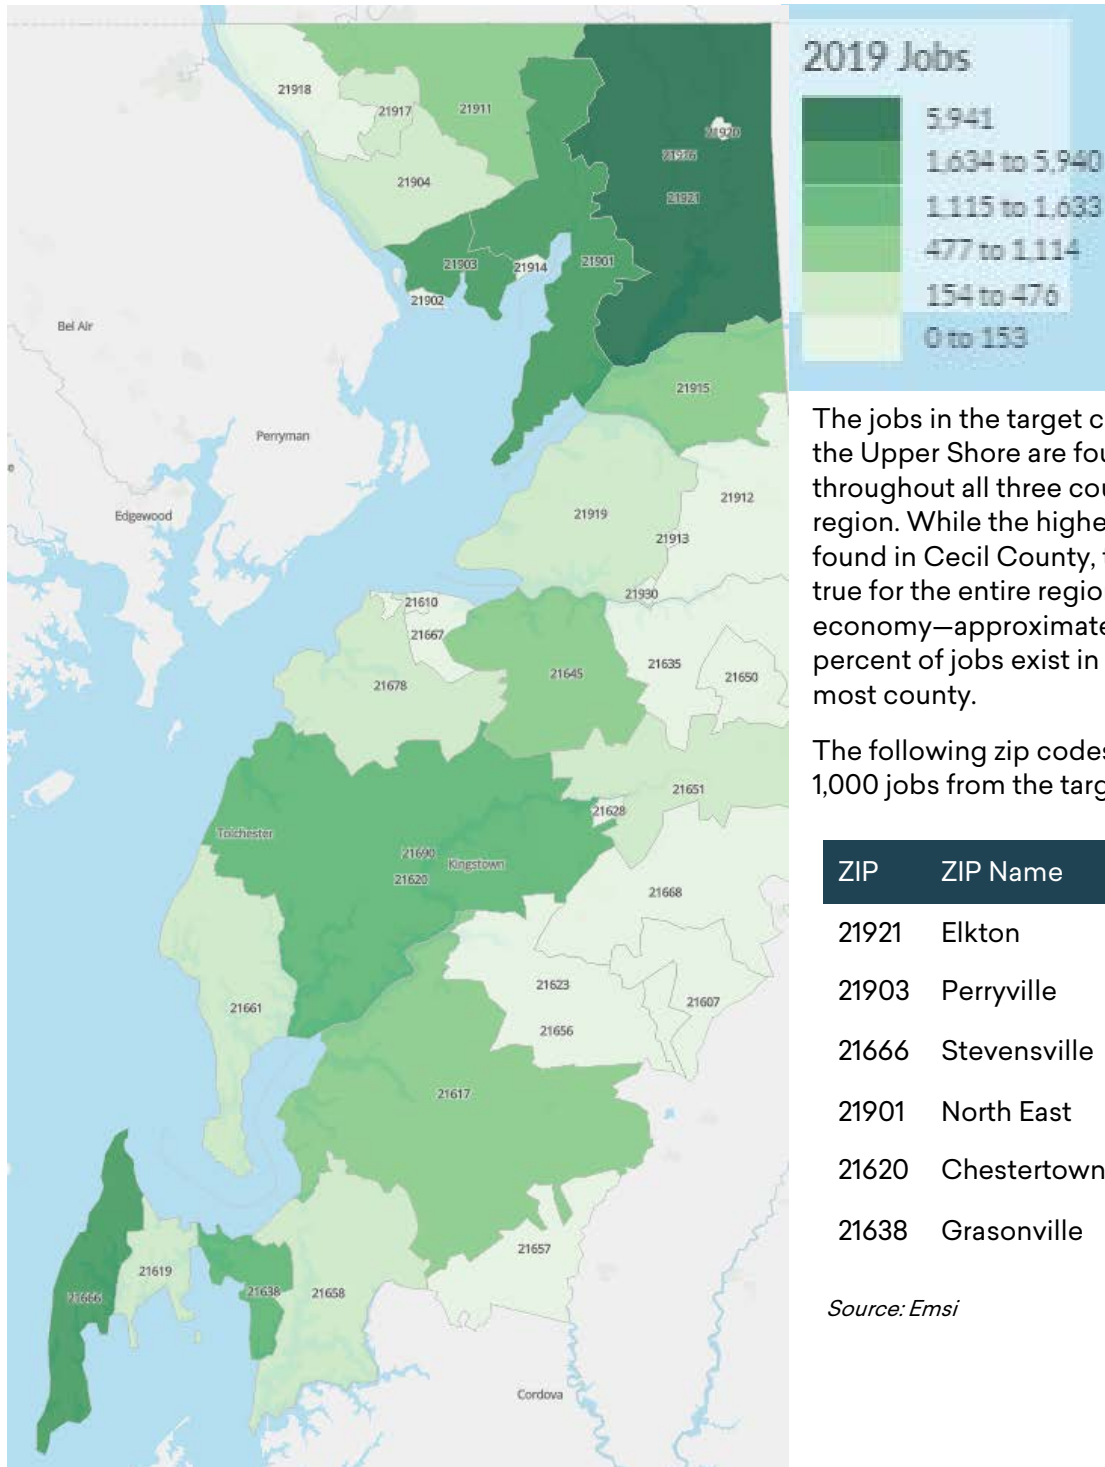 21918
21917
21911
21920
21916
21921
21904
21903
21914
21901
21902
Bel Air
21915
Perryman
Edgewood
21919
21912
21913
21930
21610
21667
21635
21645
21650
21678
21651
21628
Tolchester
21690
Kingstown
21620
21668
21623
21661
21607
21656
21617
21657
21619
21666
21638
21658
Cordova
2019 Jobs
5,941
1,634 to 5,940
1,115 to 1,633
477 to 1,114
154 to 476
0 to 153
The jobs in the target c
the Upper Shore are fou
throughout all three cou
region. While the highe
found in Cecil County, t
true for the entire regio
economy—approximate
percent of jobs exist in
most county.
The following zip codes
1,000 jobs from the targ
ZIP ZIP Name
21921 Elkton
21903 Perryville
21666 Stevensville
21901 North East
21620 Chestertown
21638 Grasonville
Source: Emsi